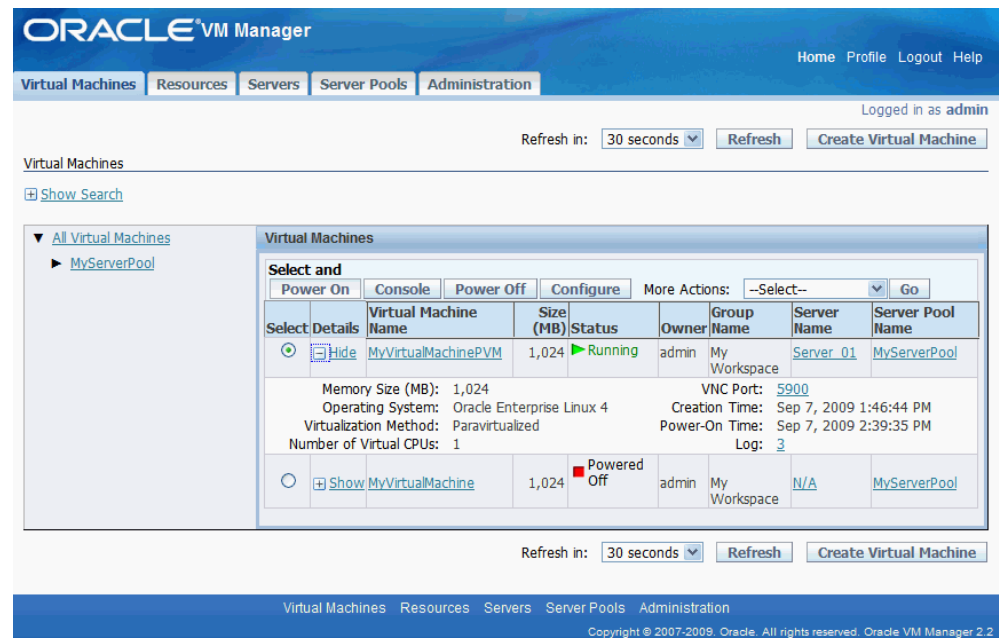 ORACLE VM Manager
Home Profile Logout Help
Virtual Machines Resources Servers Server Pools Administration
Logged in as admin
Refresh in: 30 seconds Refresh Create Virtual Machine
Virtual Machines
Show Search
All Virtual Machines
MyServerPool
Virtual Machines
Select and
Power On Console Power Off Configure More Actions: --Select-- Go
Select Details Virtual Machine Name Size (MB) Status Owner Group Name Server Name Server Pool Name
Hide MyVirtualMachinePVM 1,024 Running admin My Workspace Server_01 MyServerPool
Memory Size (MB): 1,024 VNC Port: 5900
Operating System: Oracle Enterprise Linux 4 Creation Time: Sep 7, 2009 1:46:44 PM
Virtualization Method: Paravirtualized Power-On Time: Sep 7, 2009 2:39:35 PM
Number of Virtual CPUs: 1 Log: 3
Show MyVirtualMachine 1,024 Powered Off admin My Workspace N/A MyServerPool
Refresh in: 30 seconds Refresh Create Virtual Machine
Virtual Machines Resources Servers Server Pools Administration
Copyright © 2007-2009. Oracle. All rights reserved. Oracle VM Manager 2.2